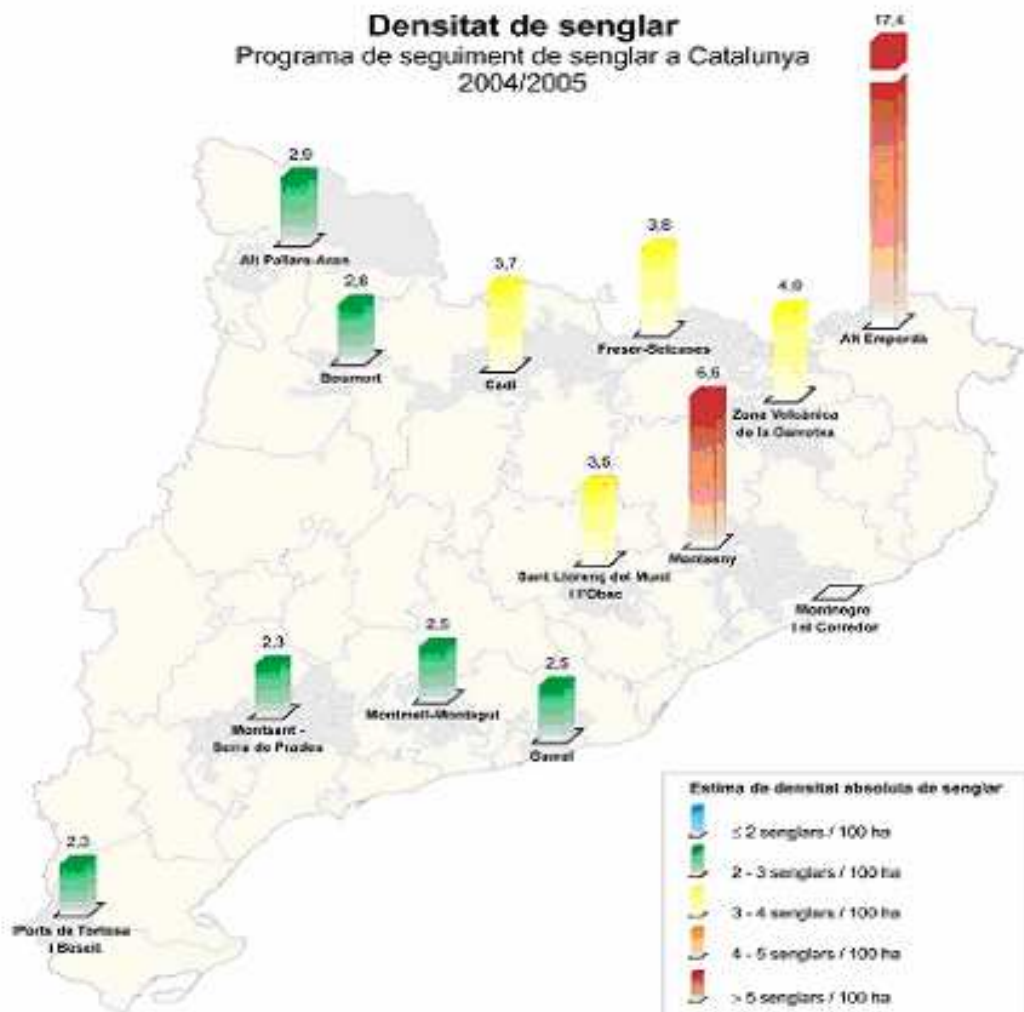 Densitat de senglar
Programa de seguiment de senglar a Catalunya
2004/2005
17,4
2,9
Alt Pallars-Aran
2,8
Boumort
3,7
Cadí
3,8
Freser-Setcases
4,0
Zona Volcànica
de la Garrotxa
Alt Empordà
6,6
Montseny
3,5
Sant Llorenç del Munt
i l'Obac
Montnegre
i el Corredor
2,3
Montsant -
Serra de Prades
2,5
Montmell-Montagut
2,5
Garraf
2,3
Ports de Tortosa
i Beseit
Estima de densitat absoluta de senglar
≤ 2 senglars / 100 ha
2 - 3 senglars / 100 ha
3 - 4 senglars / 100 ha
4 - 5 senglars / 100 ha
> 5 senglars / 100 ha